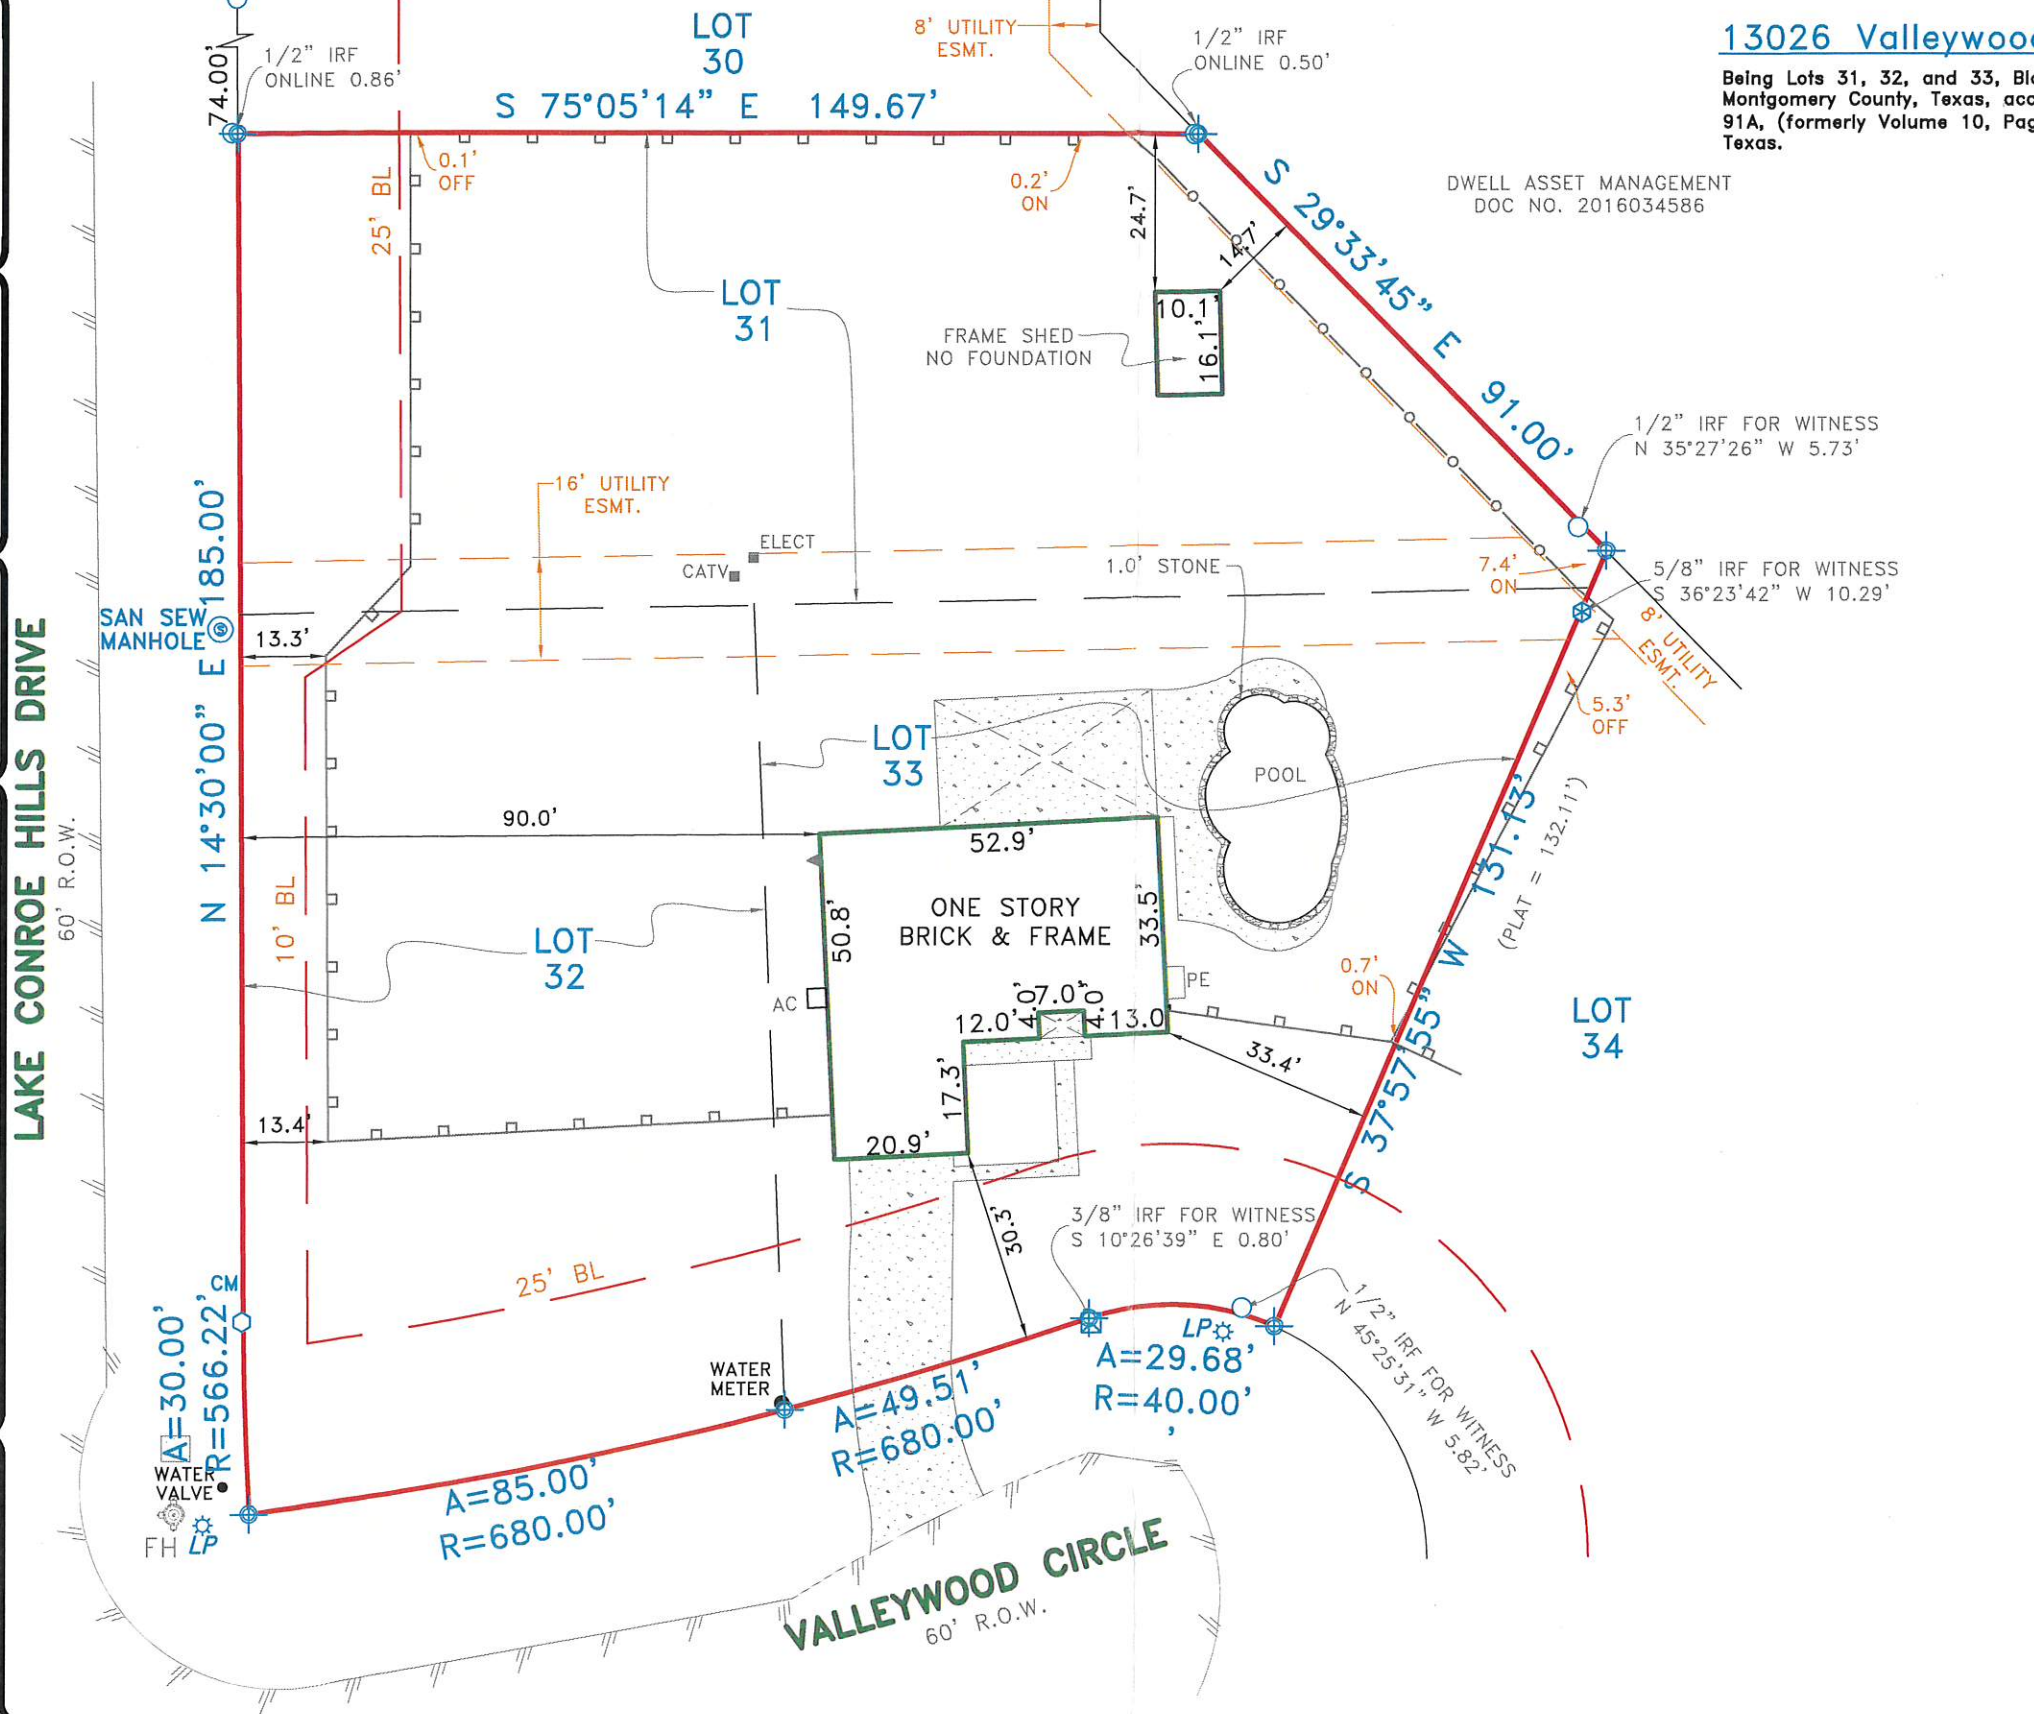 13026 Valleywood
Being Lots 31, 32, and 33, Blo
Montgomery County, Texas, acc
91A, (formerly Volume 10, Pag
Texas.
LOT
30
8' UTILITY
ESMT.
1/2" IRF
ONLINE 0.50'
1/2" IRF
ONLINE 0.86'
74.00'
S 75°05'14" E 149.67'
0.1'
OFF
0.2'
ON
25' BL
24.7'
14.7'
S 29°33'45" E 91.00'
DWELL ASSET MANAGEMENT
DOC NO. 2016034586
LOT
31
10.1'
16.1'
FRAME SHED
NO FOUNDATION
1/2" IRF FOR WITNESS
N 35°27'26" W 5.73'
16' UTILITY
ESMT.
ELECT
CATV
1.0' STONE
7.4'
ON
5/8" IRF FOR WITNESS
S 36°23'42" W 10.29'
8' UTILITY
ESMT.
5.3'
OFF
SAN SEW
MANHOLE
13.3'
N 14°30'00" E 185.00'
LAKE CONROE HILLS DRIVE
60' R.O.W.
LOT
33
POOL
90.0'
52.9'
10' BL
50.8'
ONE STORY
BRICK & FRAME
33.5'
S 37°57'55" W 131.13'
(PLAT = 132.11')
LOT
32
AC
PE
0.7'
ON
12.0'
4.0'
7.0'
4.0'
13.0'
LOT
34
33.4'
17.3'
13.4'
20.9'
30.3'
3/8" IRF FOR WITNESS
S 10°26'39" E 0.80'
25' BL
CM
A=30.00'
R=566.22'
1/2" IRF FOR WITNESS
N 45°25'31" W 5.82'
LP
A=29.68'
R=40.00'
'
WATER
METER
A=49.51'
R=680.00'
A=85.00'
R=680.00'
WATER
VALVE
FH
LP
VALLEYWOOD CIRCLE
60' R.O.W.